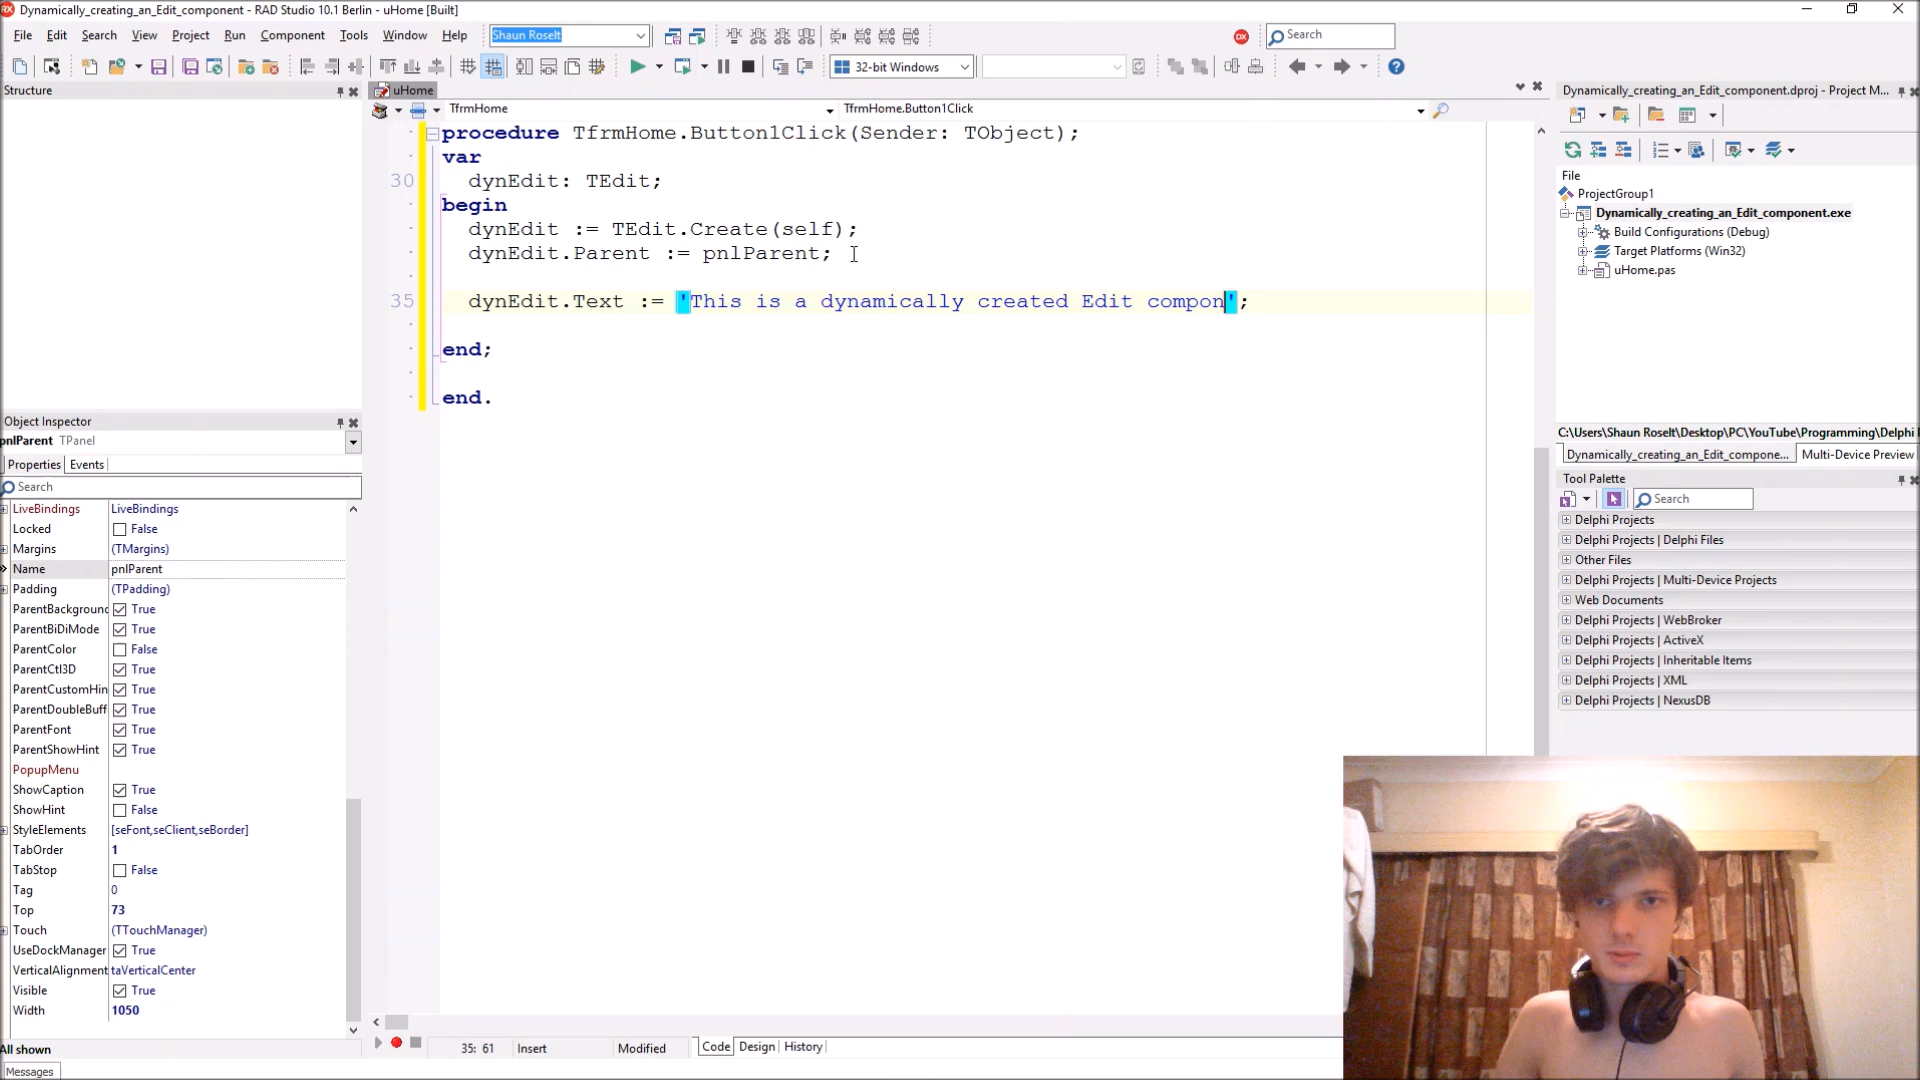 Dynamically_creating_an_Edit_component - RAD Studio 10.1 Berlin - uHome [Built]
File Edit Search View Project Run Component Tools Window Help Shaun Roselt Search
32-bit Windows
Structure
uHome
TfrmHome TfrmHome.Button1Click
procedure TfrmHome.Button1Click(Sender: TObject);
var
30 dynEdit: TEdit;
begin
dynEdit := TEdit.Create(self);
dynEdit.Parent := pnlParent;
35 dynEdit.Text := 'This is a dynamically created Edit compon';
end;
end.
Object Inspector
pnlParent TPanel
Properties Events
Search
LiveBindings LiveBindings
Locked False
Margins (TMargins)
Name pnlParent
Padding (TPadding)
ParentBackground True
ParentBiDiMode True
ParentColor False
ParentCtl3D True
ParentCustomHin True
ParentDoubleBuff True
ParentFont True
ParentShowHint True
PopupMenu
ShowCaption True
ShowHint False
StyleElements [seFont,seClient,seBorder]
TabOrder 1
TabStop False
Tag 0
Top 73
Touch (TTouchManager)
UseDockManager True
VerticalAlignment taVerticalCenter
Visible True
Width 1050
All shown
Messages
35: 61 Insert Modified Code Design History
Dynamically_creating_an_Edit_component.dproj - Project M...
File
ProjectGroup1
Dynamically_creating_an_Edit_component.exe
Build Configurations (Debug)
Target Platforms (Win32)
uHome.pas
C:\Users\Shaun Roselt\Desktop\PC\YouTube\Programming\Delphi
Dynamically_creating_an_Edit_compone... Multi-Device Preview
Tool Palette
Search
Delphi Projects
Delphi Projects | Delphi Files
Other Files
Delphi Projects | Multi-Device Projects
Web Documents
Delphi Projects | WebBroker
Delphi Projects | ActiveX
Delphi Projects | Inheritable Items
Delphi Projects | XML
Delphi Projects | NexusDB